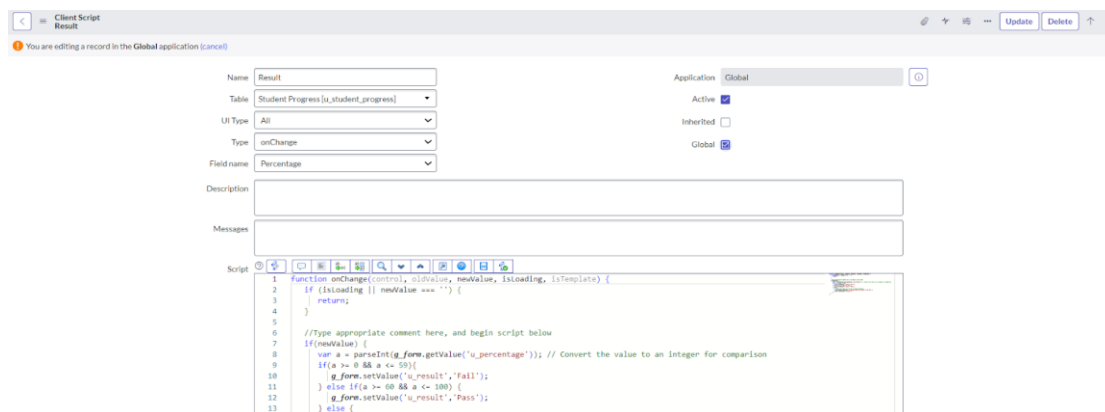 Client Script
Result
Update Delete
You are editing a record in the Global application (cancel)
Name Result
Application Global
Table Student Progress [u_student_progress]
Active
UI Type All
Inherited
Type onChange
Global
Field name Percentage
Description
Messages
Script
1 function onChange(control, oldValue, newValue, isLoading, isTemplate) {
2 if (isLoading || newValue === '') {
3 return;
4 }
5
6 //Type appropriate comment here, and begin script below
7 if(newValue) {
8 var a = parseInt(g_form.getValue('u_percentage')); // Convert the value to an integer for comparison
9 if(a >= 0 && a <= 59){
10 g_form.setValue('u_result','Fail');
11 } else if(a >= 60 && a <= 100) {
12 g_form.setValue('u_result','Pass');
13 } else {